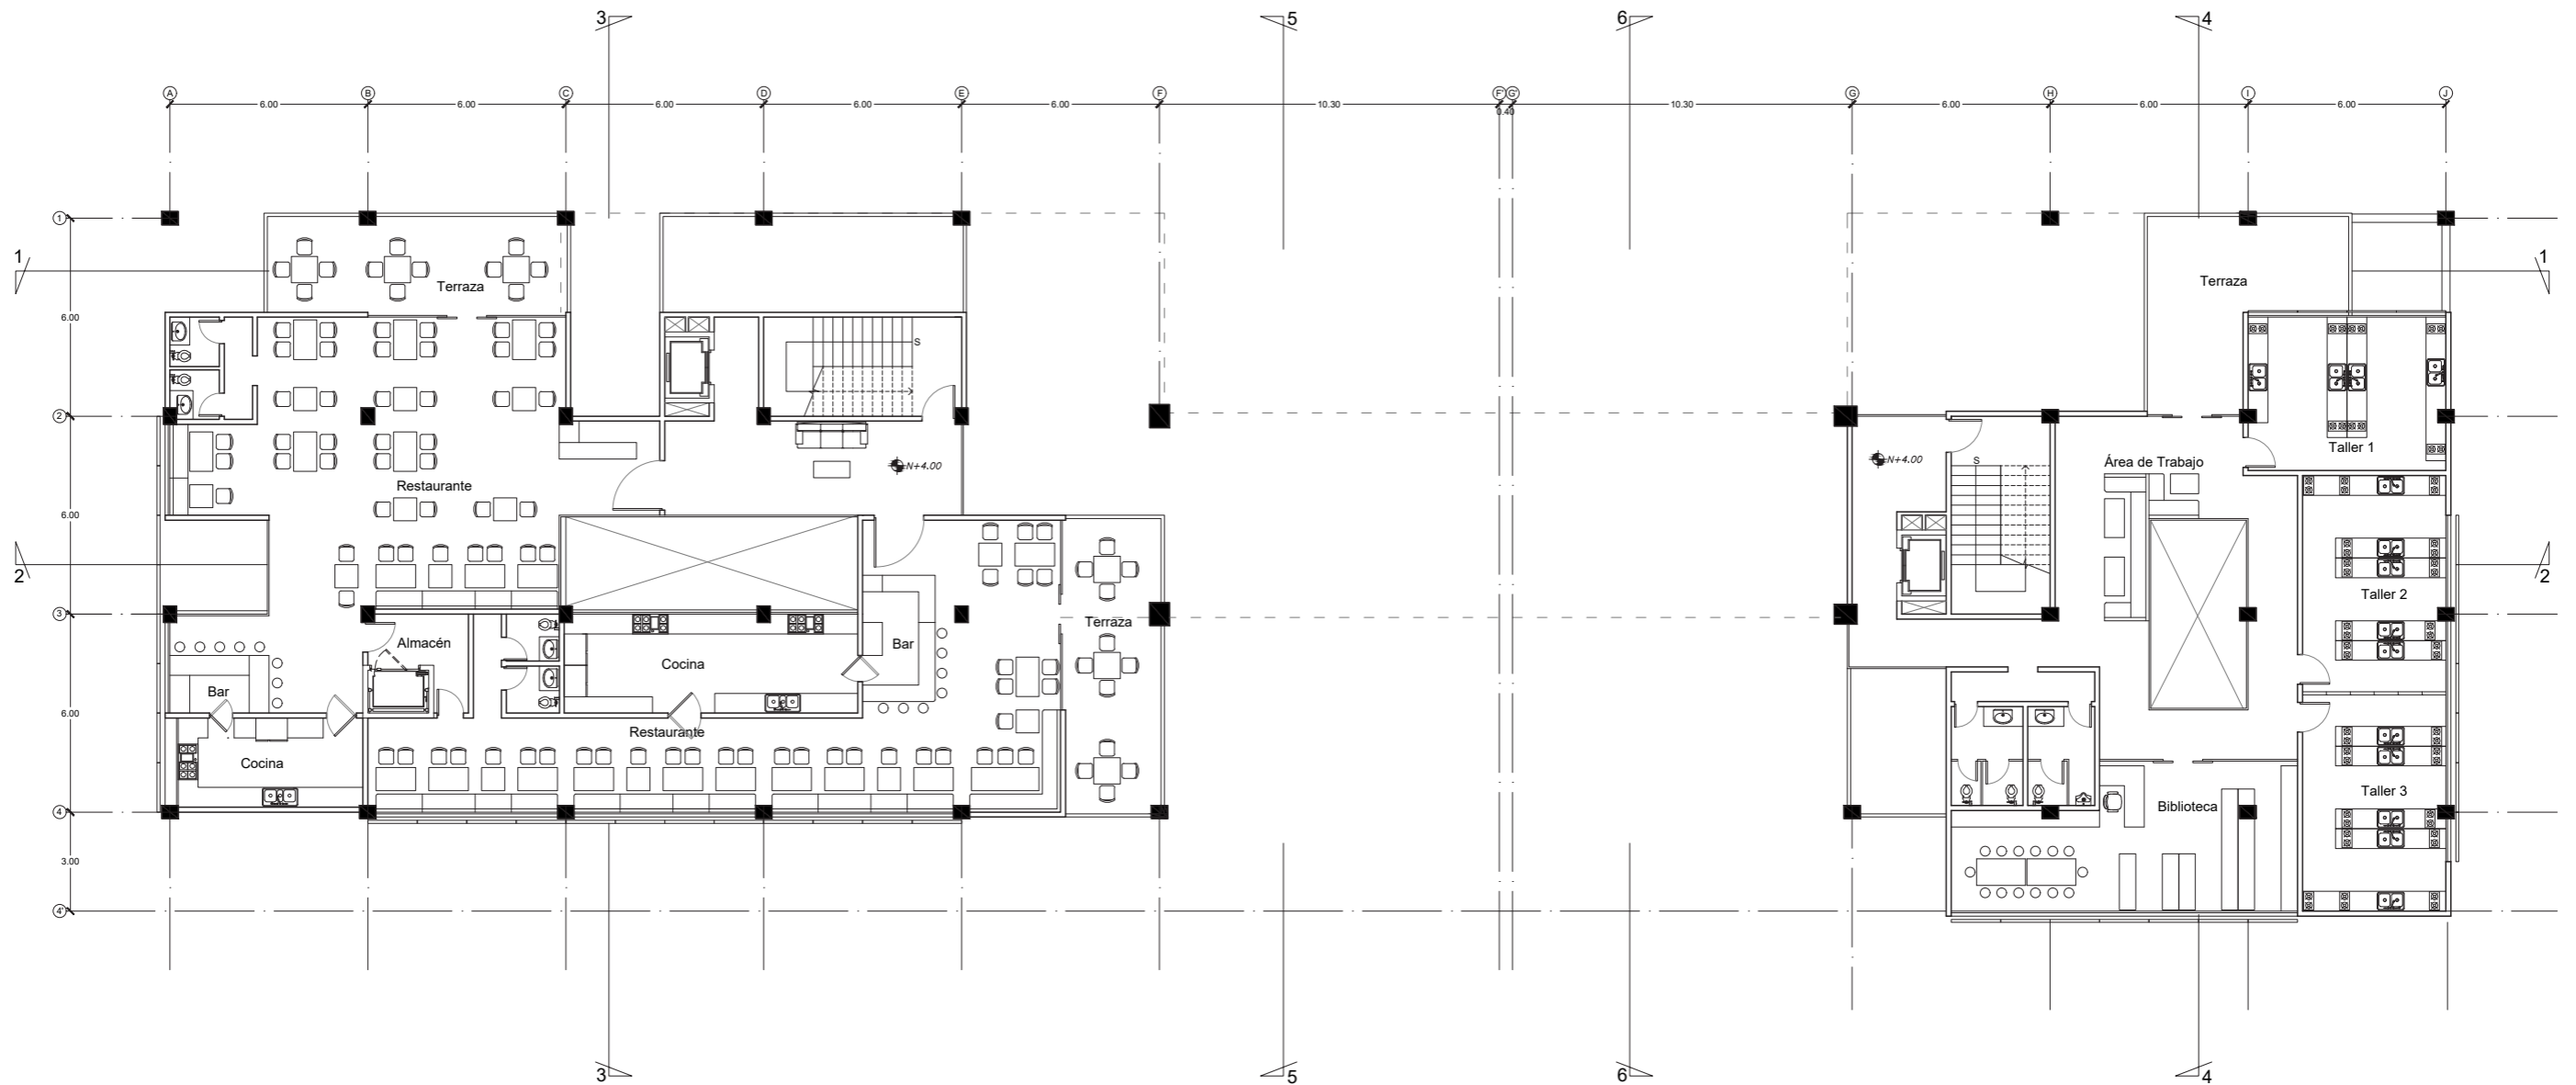 3
5
6
4
A
B
C
D
E
F
F'
G'
G
H
I
J
6.00
6.00
6.00
6.00
6.00
10.30
0.40
10.30
6.00
6.00
6.00
1
1
1
Terraza
Terraza
6.00
S
2
Taller 1
Área de Trabajo
N+4.00
N+4.00
S
Restaurante
6.00
2
2
Taller 2
3
Terraza
Almacén
Bar
Cocina
Bar
6.00
Restaurante
Cocina
Taller 3
Biblioteca
4
3.00
4'
3
5
6
4